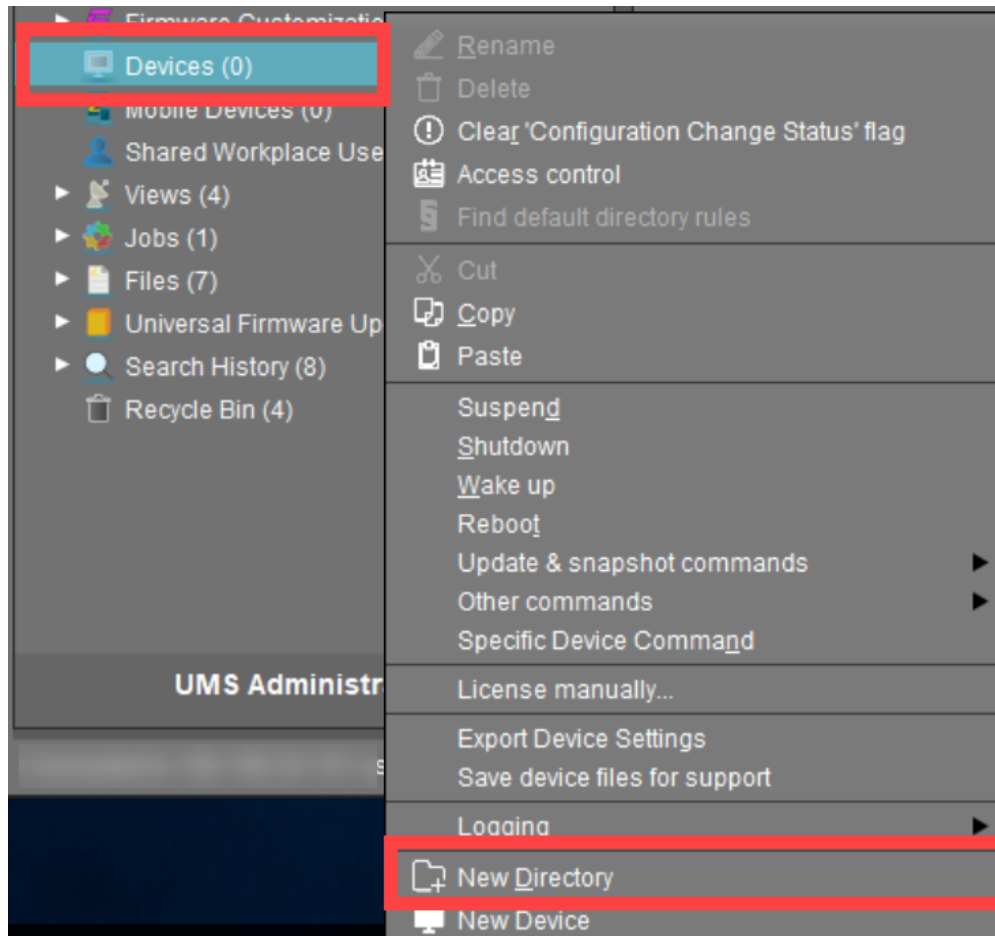 Firmware Customizatio
Devices (0)
Mobile Devices (0)
Shared Workplace Use
Views (4)
Jobs (1)
Files (7)
Universal Firmware Up
Search History (8)
Recycle Bin (4)
UMS Administr
s
Rename
Delete
Clear 'Configuration Change Status' flag
Access control
Find default directory rules
Cut
Copy
Paste
Suspend
Shutdown
Wake up
Reboot
Update & snapshot commands
Other commands
Specific Device Command
License manually...
Export Device Settings
Save device files for support
Logging
New Directory
New Device